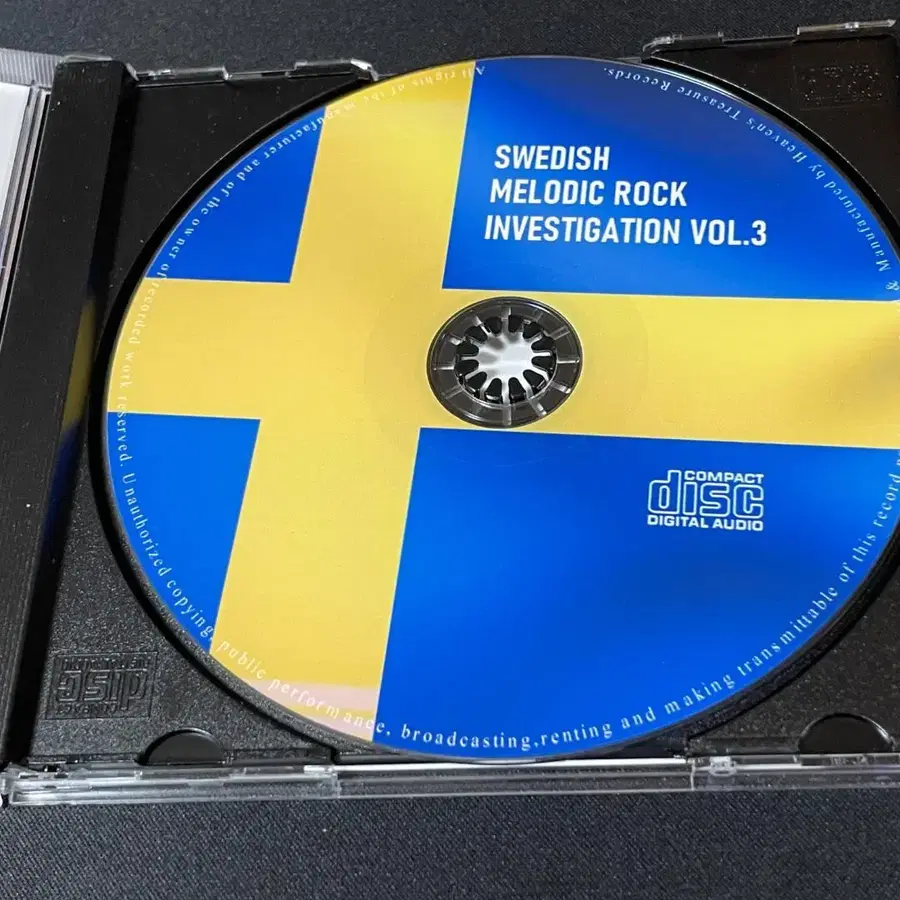 SWEDISH
MELODIC ROCK
INVESTIGATION VOL.3
COMPACT
disc
DIGITAL AUDIO
Manufactured by Heaven's Treasure Records.
All rights of the manufacturer and of the owner of recorded work reserved. Unauthorized copying, public performance, broadcasting,renting and making transmittable of this record
disc